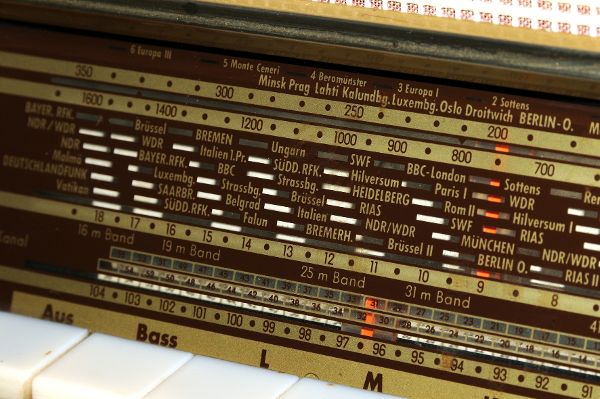 6 Europa III 5 Monte Ceneri 4 Beromünster 3 Europa I 2 Sottens
350 300 250 200
Minsk Prag Lahti Kalundbg. Luxembg. Oslo Droitwich BERLIN-O. M
1600 1400 1200 1000 900 800 700
BAYER. RFK. Brüssel BREMEN Ungarn SWF BBC-London Sottens Ren
NDR/WDR WDR Italien 1.Pr. SÜDD.RFK. Hilversum Paris I WDR
NDR BAYER.RFK. BBC Strassbg. HEIDELBERG Rom II Hilversum I
Malmö Luxembg. Strassbg. Brüssel RIAS SWF RIAS
DEUTSCHLANDFUNK SAARBR. Belgrad Italien NDR/WDR MÜNCHEN NDR/WDR
Vatikan SÜDD.RFK. Falun BREMERH. Brüssel II BERLIN O. RIAS II
18 17 16 15 14 13 12 11 10 9 8
Kanal 16 m Band 19 m Band 25 m Band 31 m Band
104 103 102 101 100 99 98 97 96 95 94 93 92 91
Aus Bass L M